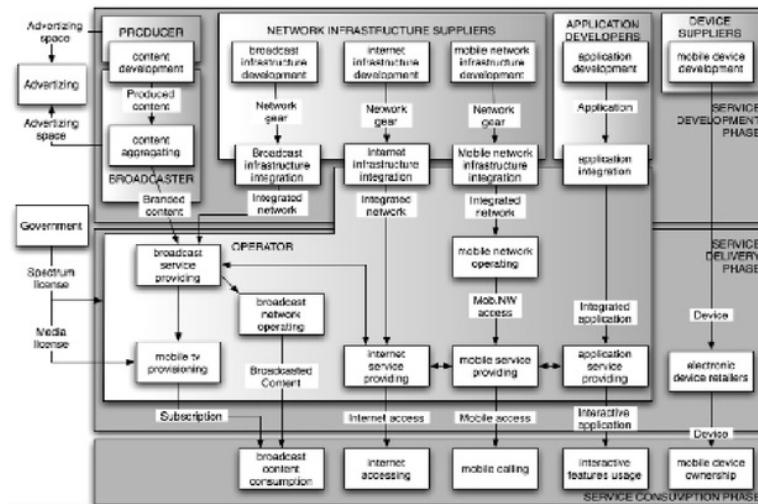 Advertizing
space
PRODUCER
NETWORK INFRASTRUCTURE SUPPLIERS
APPLICATION
DEVELOPERS
DEVICE
SUPPLIERS
content
development
broadcast
infrastructure
development
internet
infrastructure
development
mobile network
infrastructure
development
application
development
mobile device
development
Advertizing
Produced
content
Network
gear
Network
gear
Network
gear
Application
SERVICE
DEVELOPMENT
PHASE
Advertizing
space
content
aggregating
Broadcast
infrastructure
integration
Internet
infrastructure
integration
Mobile network
infrastructure
integration
application
integration
BROADCASTER
Branded
content
Integrated
network
Integrated
network
Integrated
network
Government
OPERATOR
broadcast
service
providing
mobile network
operating
SERVICE
DELIVERY
PHASE
Spectrum
license
broadcast
network
operating
Mob.NW
access
Integrated
application
Device
Media
license
mobile tv
provisioning
Broadcasted
Content
internet
service
providing
mobile service
providing
application
service
providing
electronic
device retailers
Subscription
Internet access
Mobile access
Interactive
application
Device
broadcast
content
consumption
internet
accessing
mobile calling
interactive
features usage
mobile device
ownership
SERVICE CONSUMPTION PHASE